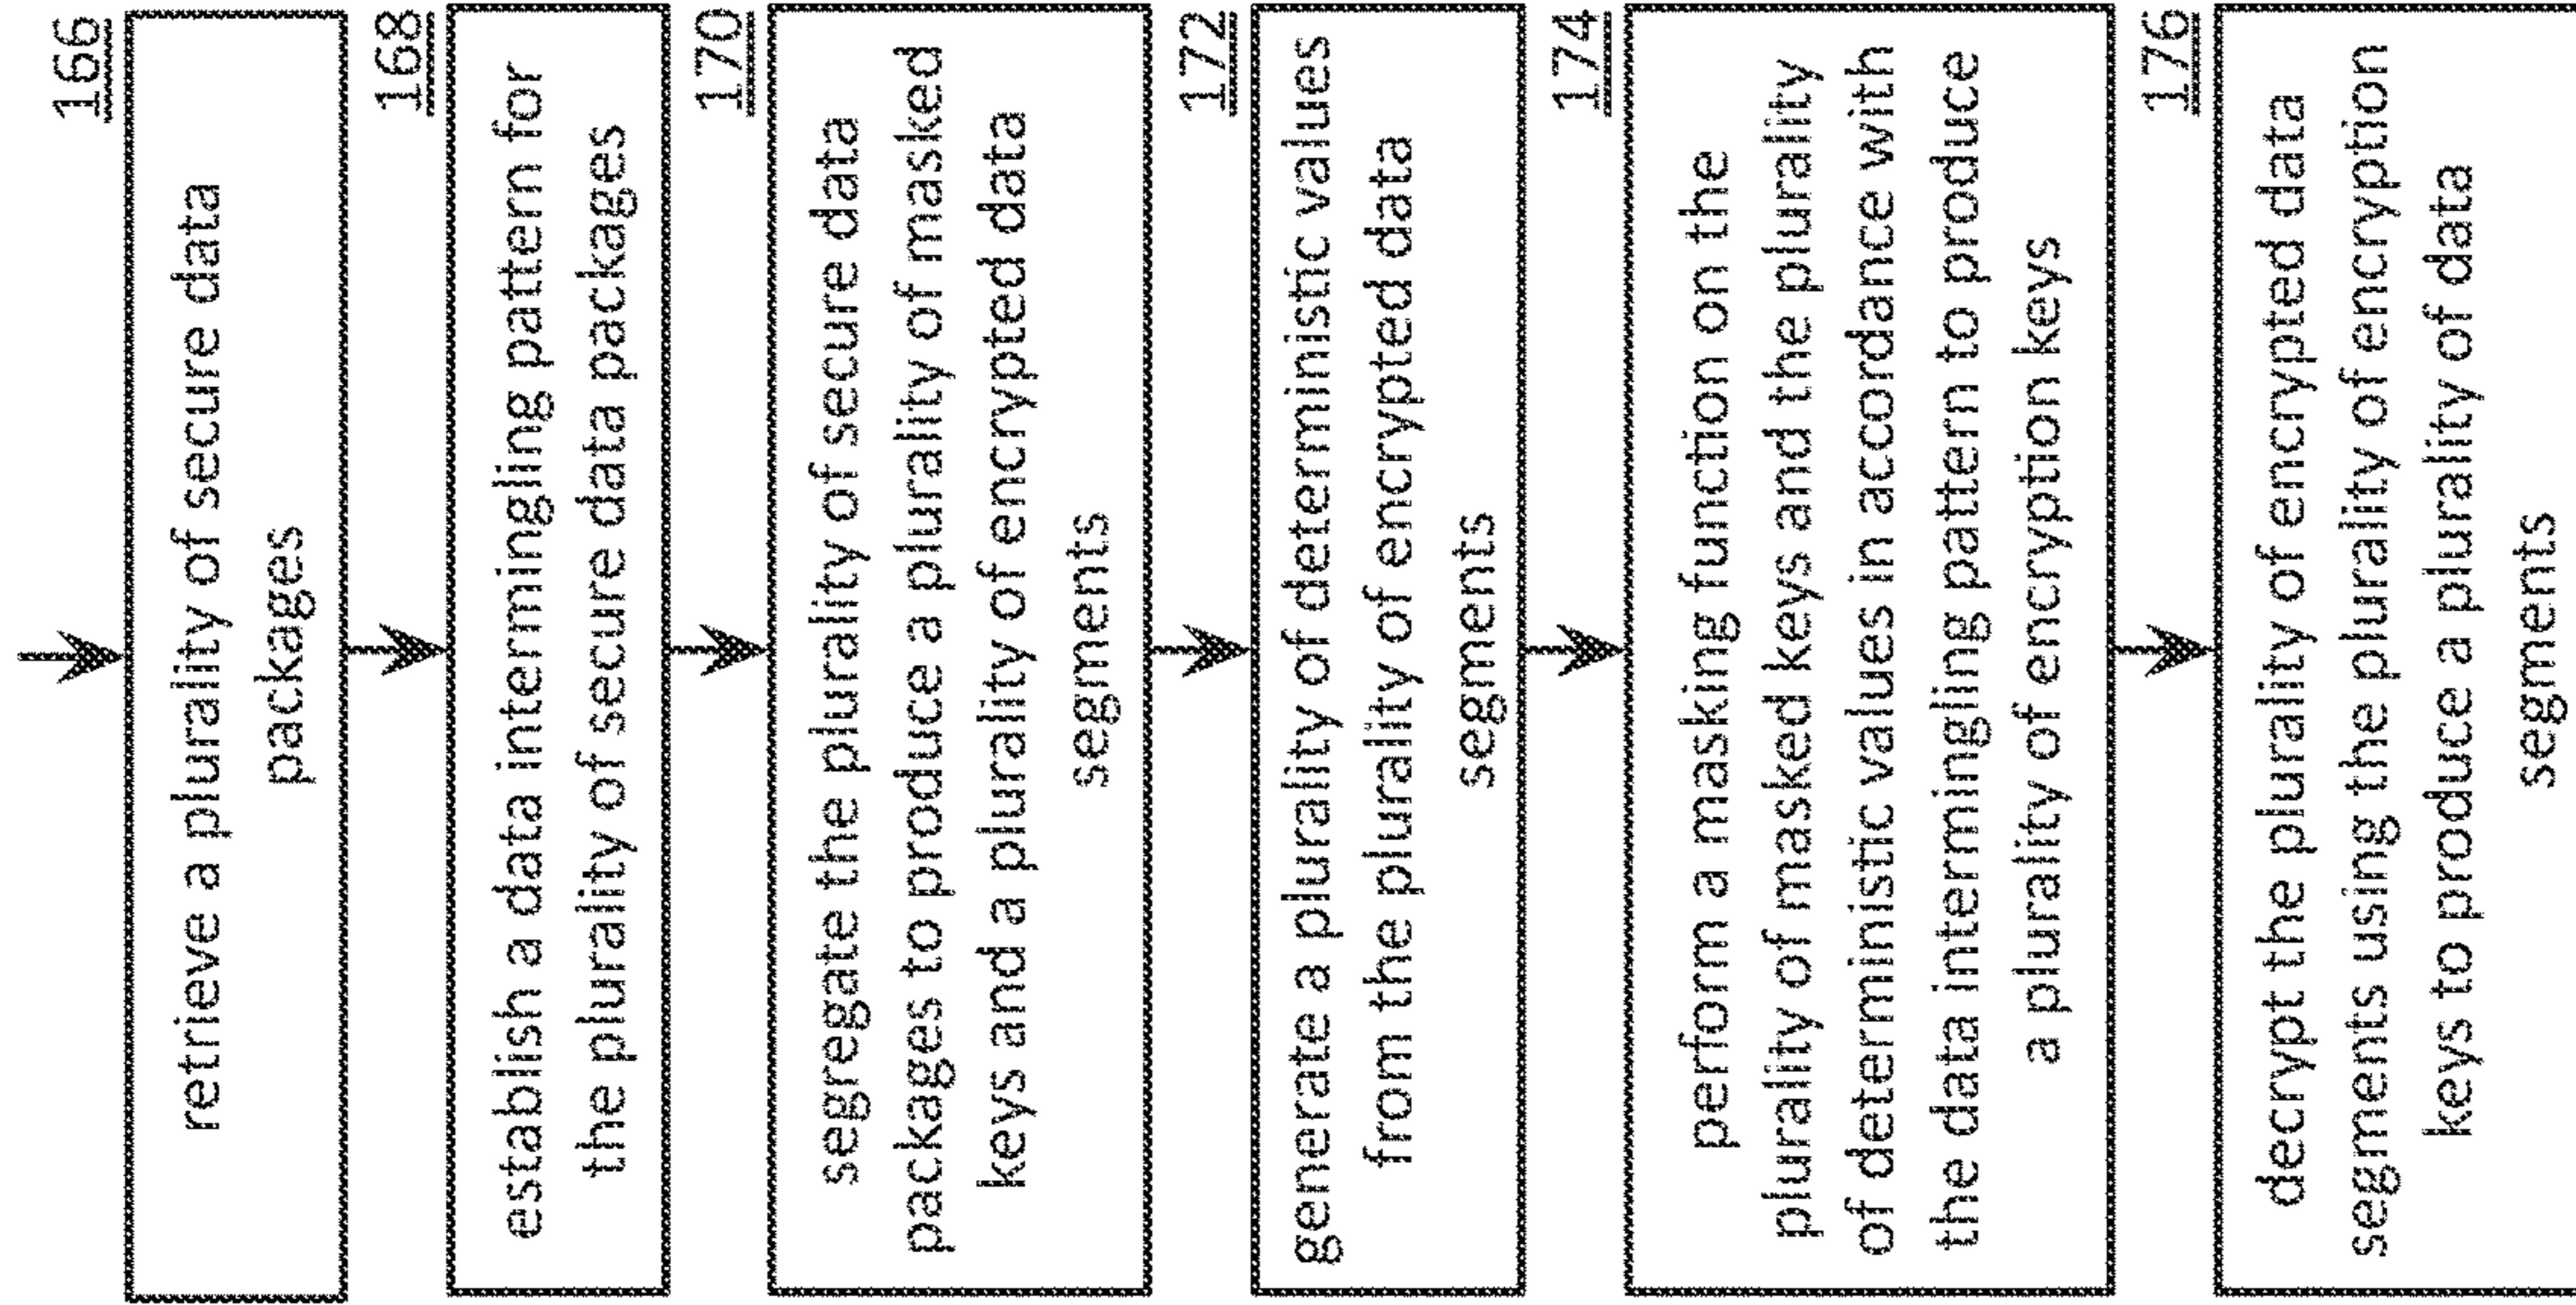 166
retrieve a plurality of secure data
packages
168
establish a data intermingling pattern for
the plurality of secure data packages
170
segregate the plurality of secure data
packages to produce a plurality of masked
keys and a plurality of encrypted data
segments
172
generate a plurality of deterministic values
from the plurality of encrypted data
segments
174
perform a masking function on the
plurality of masked keys and the plurality
of deterministic values in accordance with
the data intermingling pattern to produce
a plurality of encryption keys
176
decrypt the plurality of encrypted data
segments using the plurality of encryption
keys to produce a plurality of data
segments